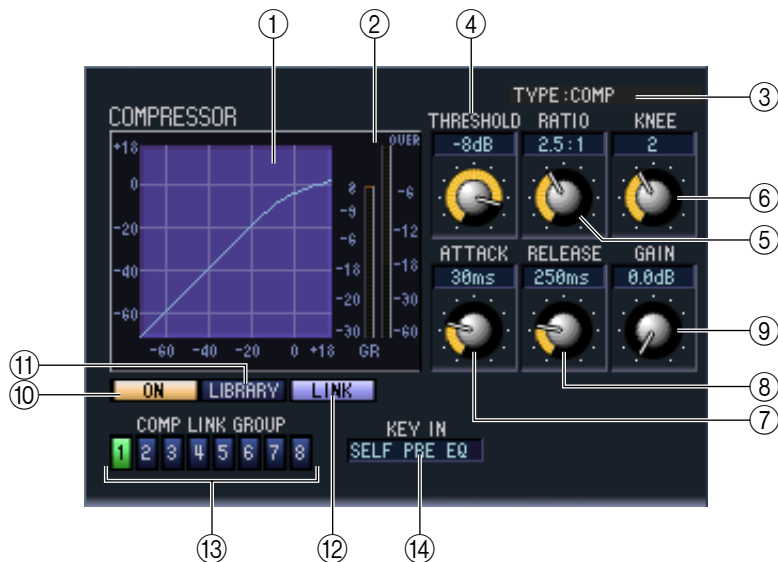 ① ② ④
TYPE:COMP ③
COMPRESSOR THRESHOLD RATIO KNEE
+18 OVER -8dB 2.5:1 2
0 0 -6
-9
-20 -6 -12 ⑥
-18 -18 ⑤
-40 ATTACK RELEASE GAIN
-20 -30 30ms 250ms 0.0dB
-60 -30 -60
-60 -40 -20 0 +18 GR ⑨
⑪ ⑧
⑩ ON LIBRARY LINK ⑦
COMP LINK GROUP KEY IN
1 2 3 4 5 6 7 8 SELF PRE EQ
⑬ ⑫ ⑭